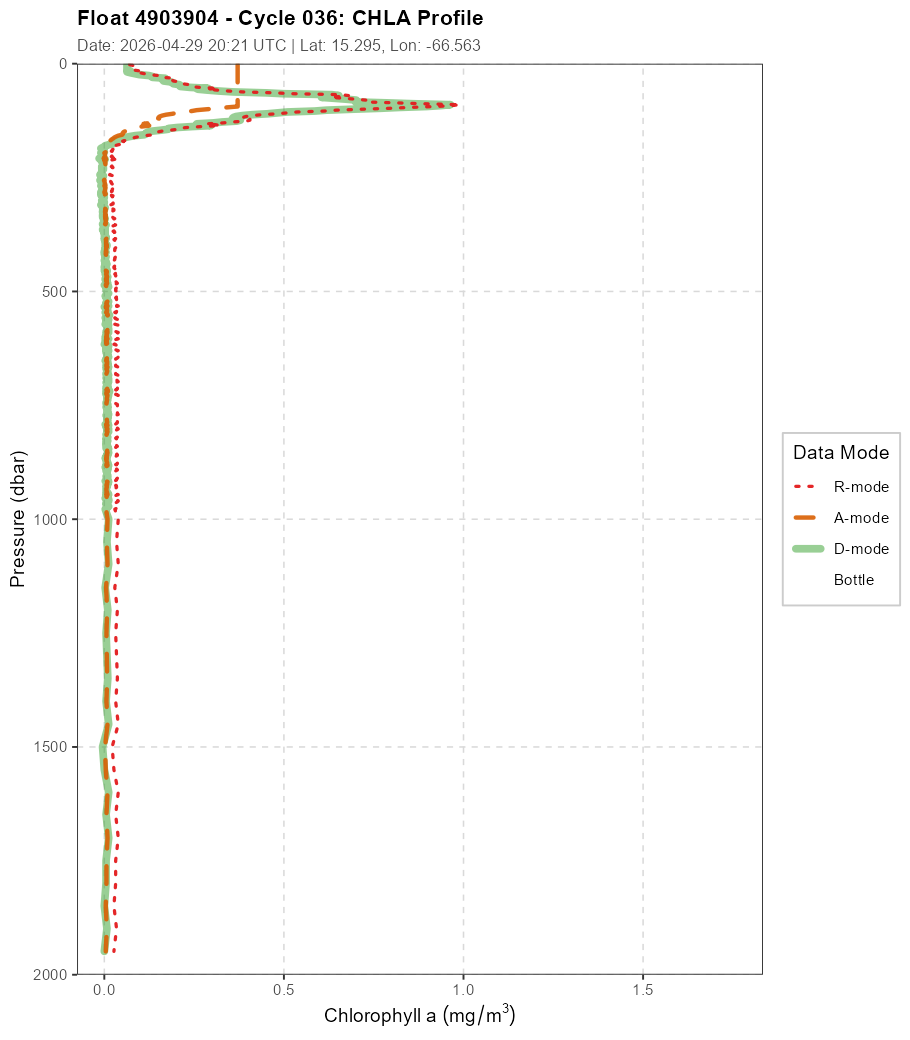 Float 4903904 - Cycle 036: CHLA Profile
Date: 2026-04-29 20:21 UTC | Lat: 15.295, Lon: -66.563
0
500
1000
1500
2000
Pressure (dbar)
0.0 0.5 1.0 1.5
Chlorophyll a (mg/m³)
Data Mode
R-mode
A-mode
D-mode
Bottle